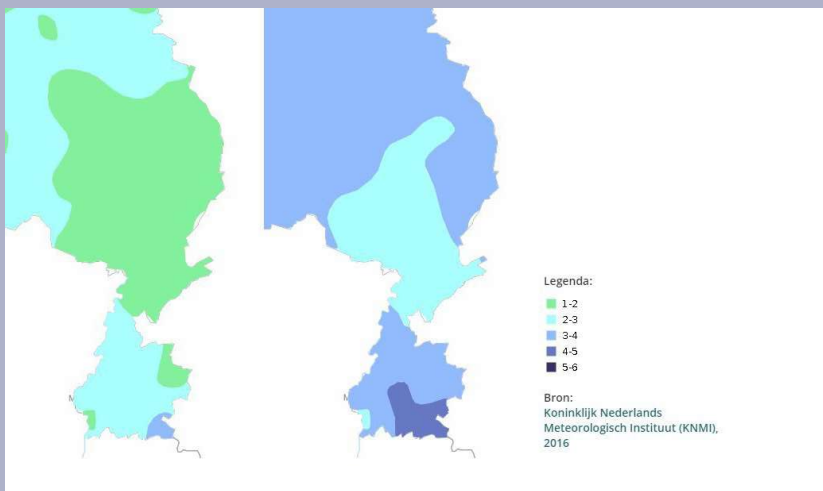 M
M
Legenda:
1-2
2-3
3-4
4-5
5-6
Bron:
Koninklijk Nederlands
Meteorologisch Instituut (KNMI),
2016